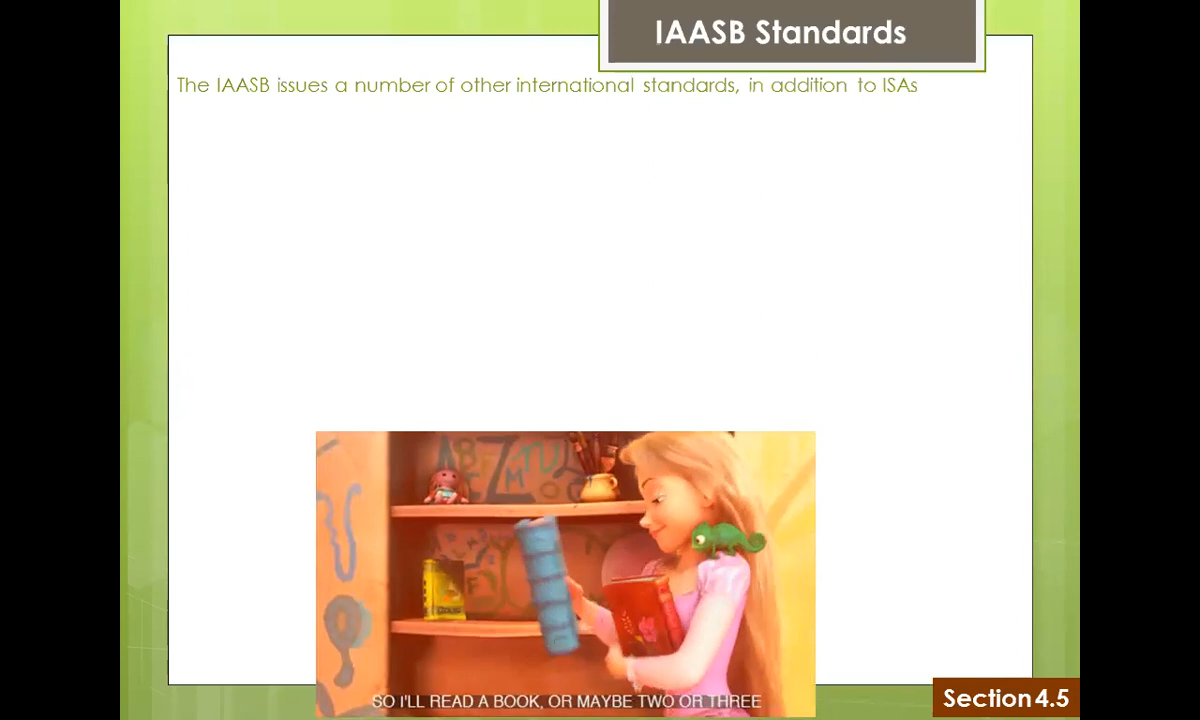 IAASB Standards
The IAASB issues a number of other international standards, in addition to ISAs
SO I'LL READ A BOOK, OR MAYBE TWO OR THREE
Section 4.5